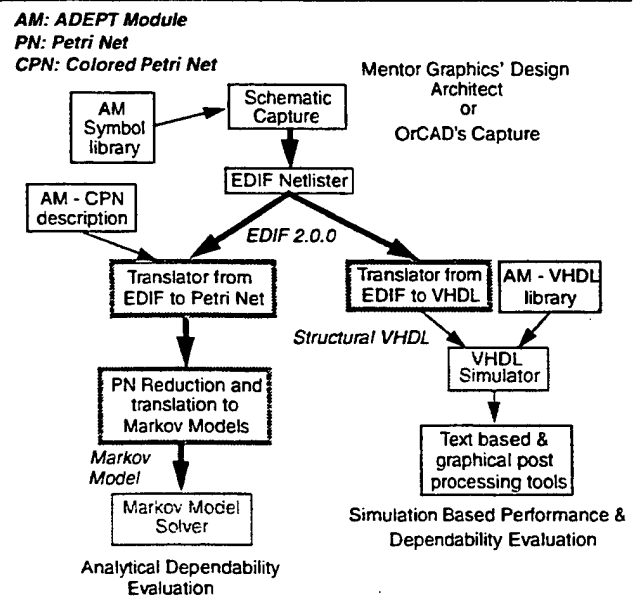 AM: ADEPT Module
PN: Petri Net
CPN: Colored Petri Net
Mentor Graphics' Design
Architect
or
OrCAD's Capture
AM
Symbol
library
Schematic
Capture
EDIF Netlister
AM - CPN
description
EDIF 2.0.0
Translator from
EDIF to Petri Net
Translator from
EDIF to VHDL
AM - VHDL
library
Structural VHDL
VHDL
Simulator
PN Reduction and
translation to
Markov Models
Text based &
graphical post
processing tools
Markov
Model
Markov Model
Solver
Simulation Based Performance &
Dependability Evaluation
Analytical Dependability
Evaluation